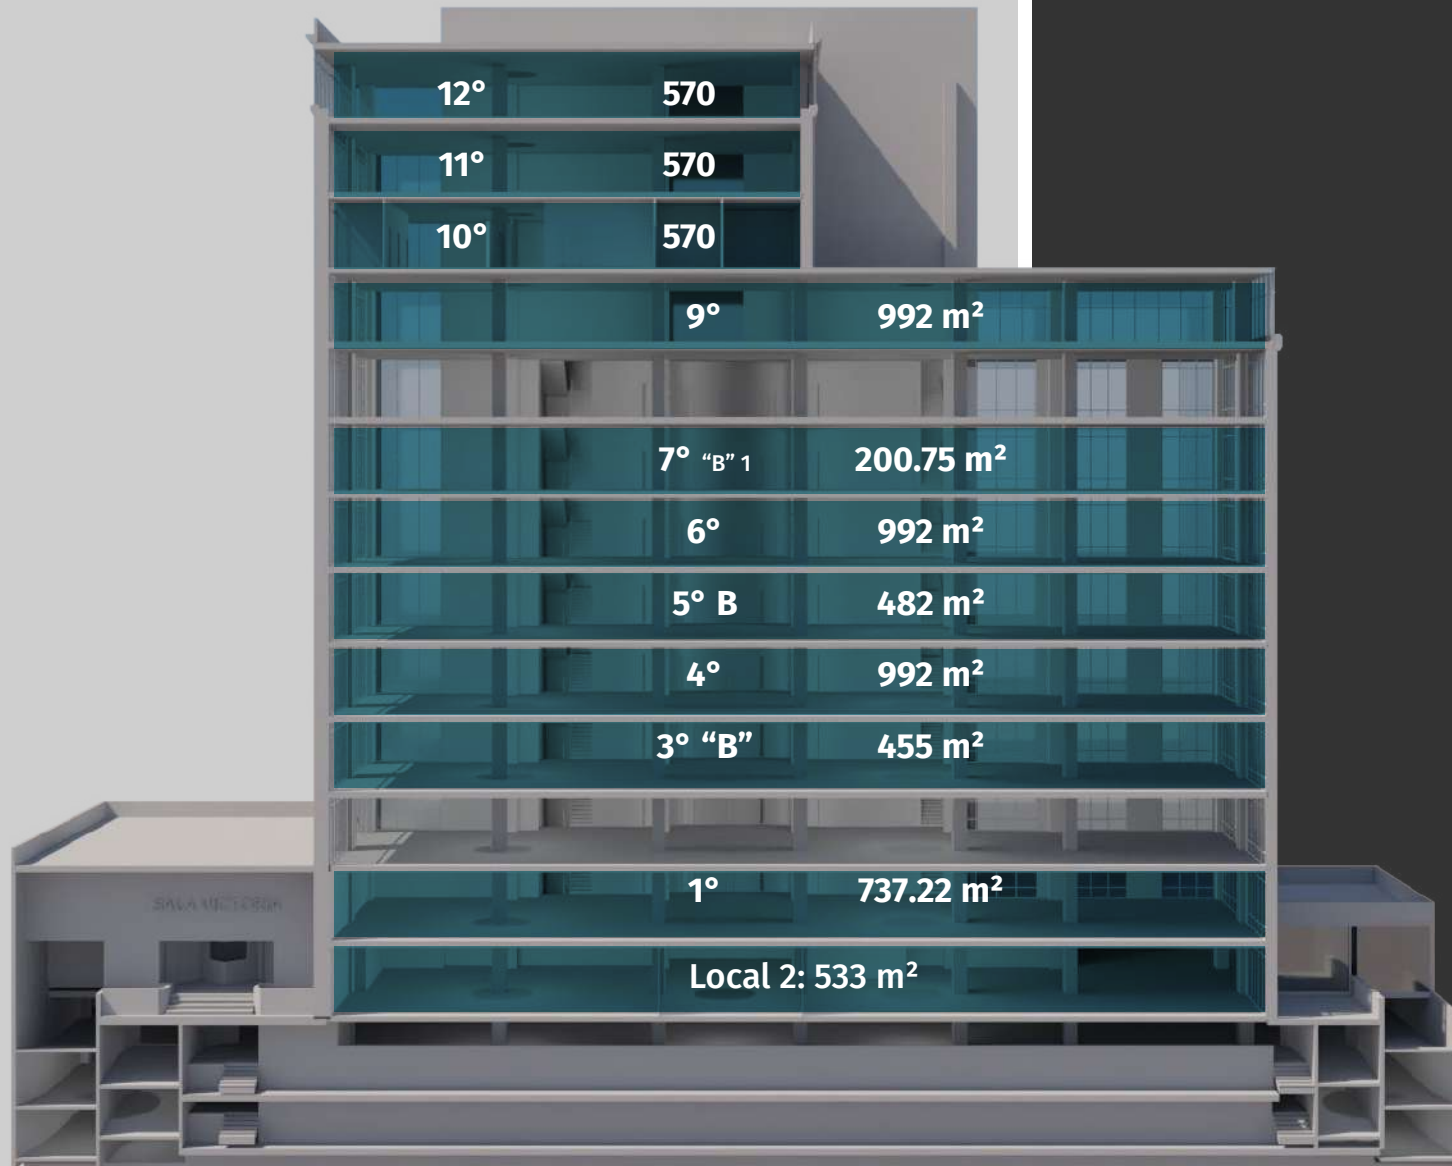 12° 570
11° 570
10° 570
9° 992 m²
7° “B” 1 200.75 m²
6° 992 m²
5° B 482 m²
4° 992 m²
3° “B” 455 m²
1° 737.22 m²
SALA
Local 2: 533 m²